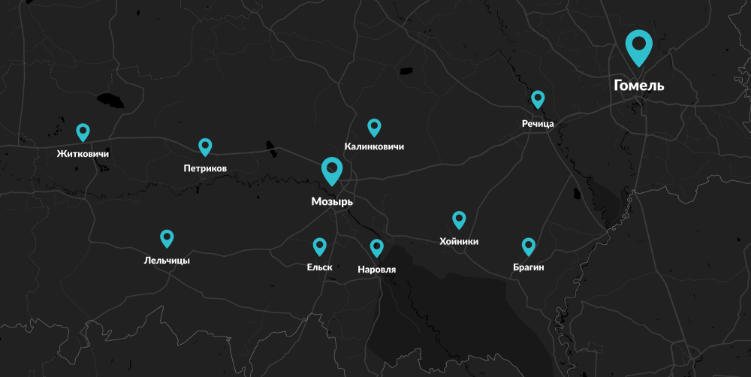 Гомель
Речица
Калинковичи
Житковичи
Петриков
Мозырь
Хойники
Лельчицы
Ельск
Наровля
Брагин